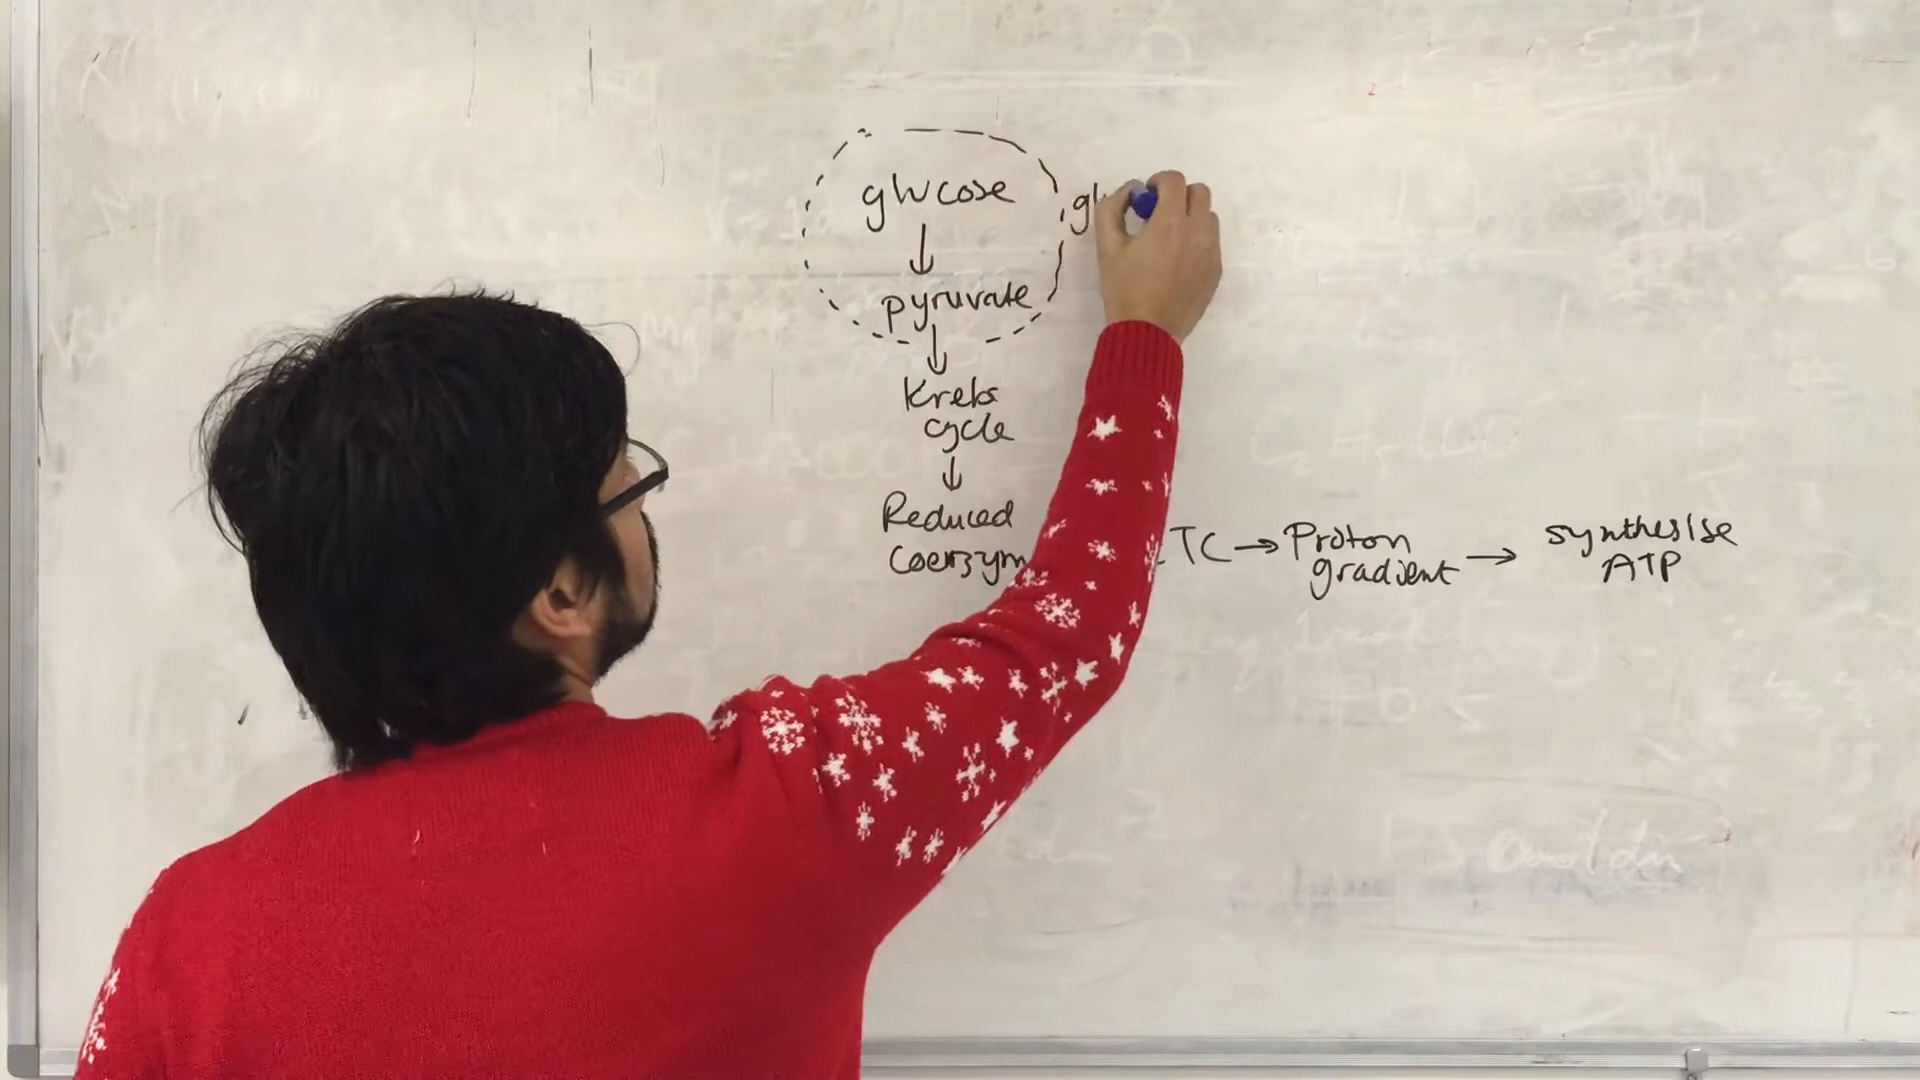 glucose
↓
pyruvate
↓
Krebs
cycle
↓
Reduced
TC → Proton gradient → synthesise ATP